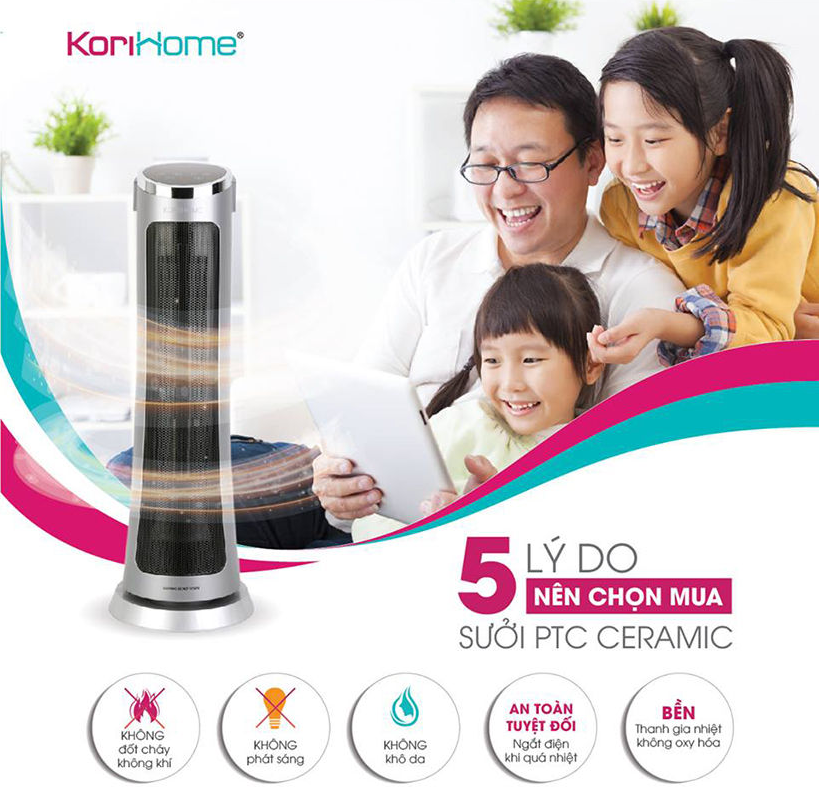 KoriHome®
5 LÝ DO
NÊN CHỌN MUA
SƯỞI PTC CERAMIC
KHÔNG
đốt cháy
không khí
KHÔNG
phát sáng
KHÔNG
khô da
AN TOÀN
TUYỆT ĐỐI
Ngắt điện
khi quá nhiệt
BỀN
Thanh gia nhiệt
không oxy hóa